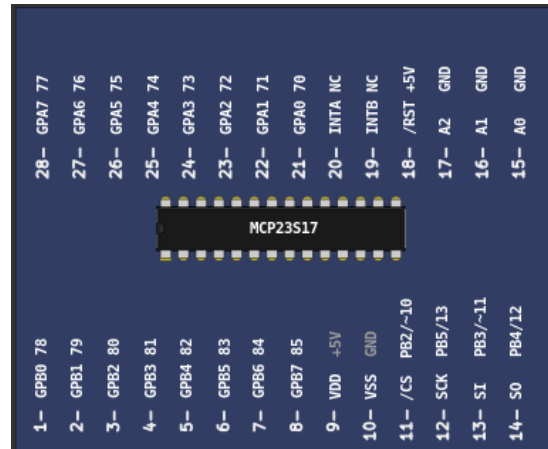 28– GPA7 77
27– GPA6 76
26– GPA5 75
25– GPA4 74
24– GPA3 73
23– GPA2 72
22– GPA1 71
21– GPA0 70
20– INTA NC
19– INTB NC
18– /RST +5V
17– A2 GND
16– A1 GND
15– A0 GND
MCP23S17
1– GPB0 78
2– GPB1 79
3– GPB2 80
4– GPB3 81
5– GPB4 82
6– GPB5 83
7– GPB6 84
8– GPB7 85
9– VDD +5V
10– VSS GND
11– /CS PB2/~10
12– SCK PB5/13
13– SI PB3/~11
14– SO PB4/12